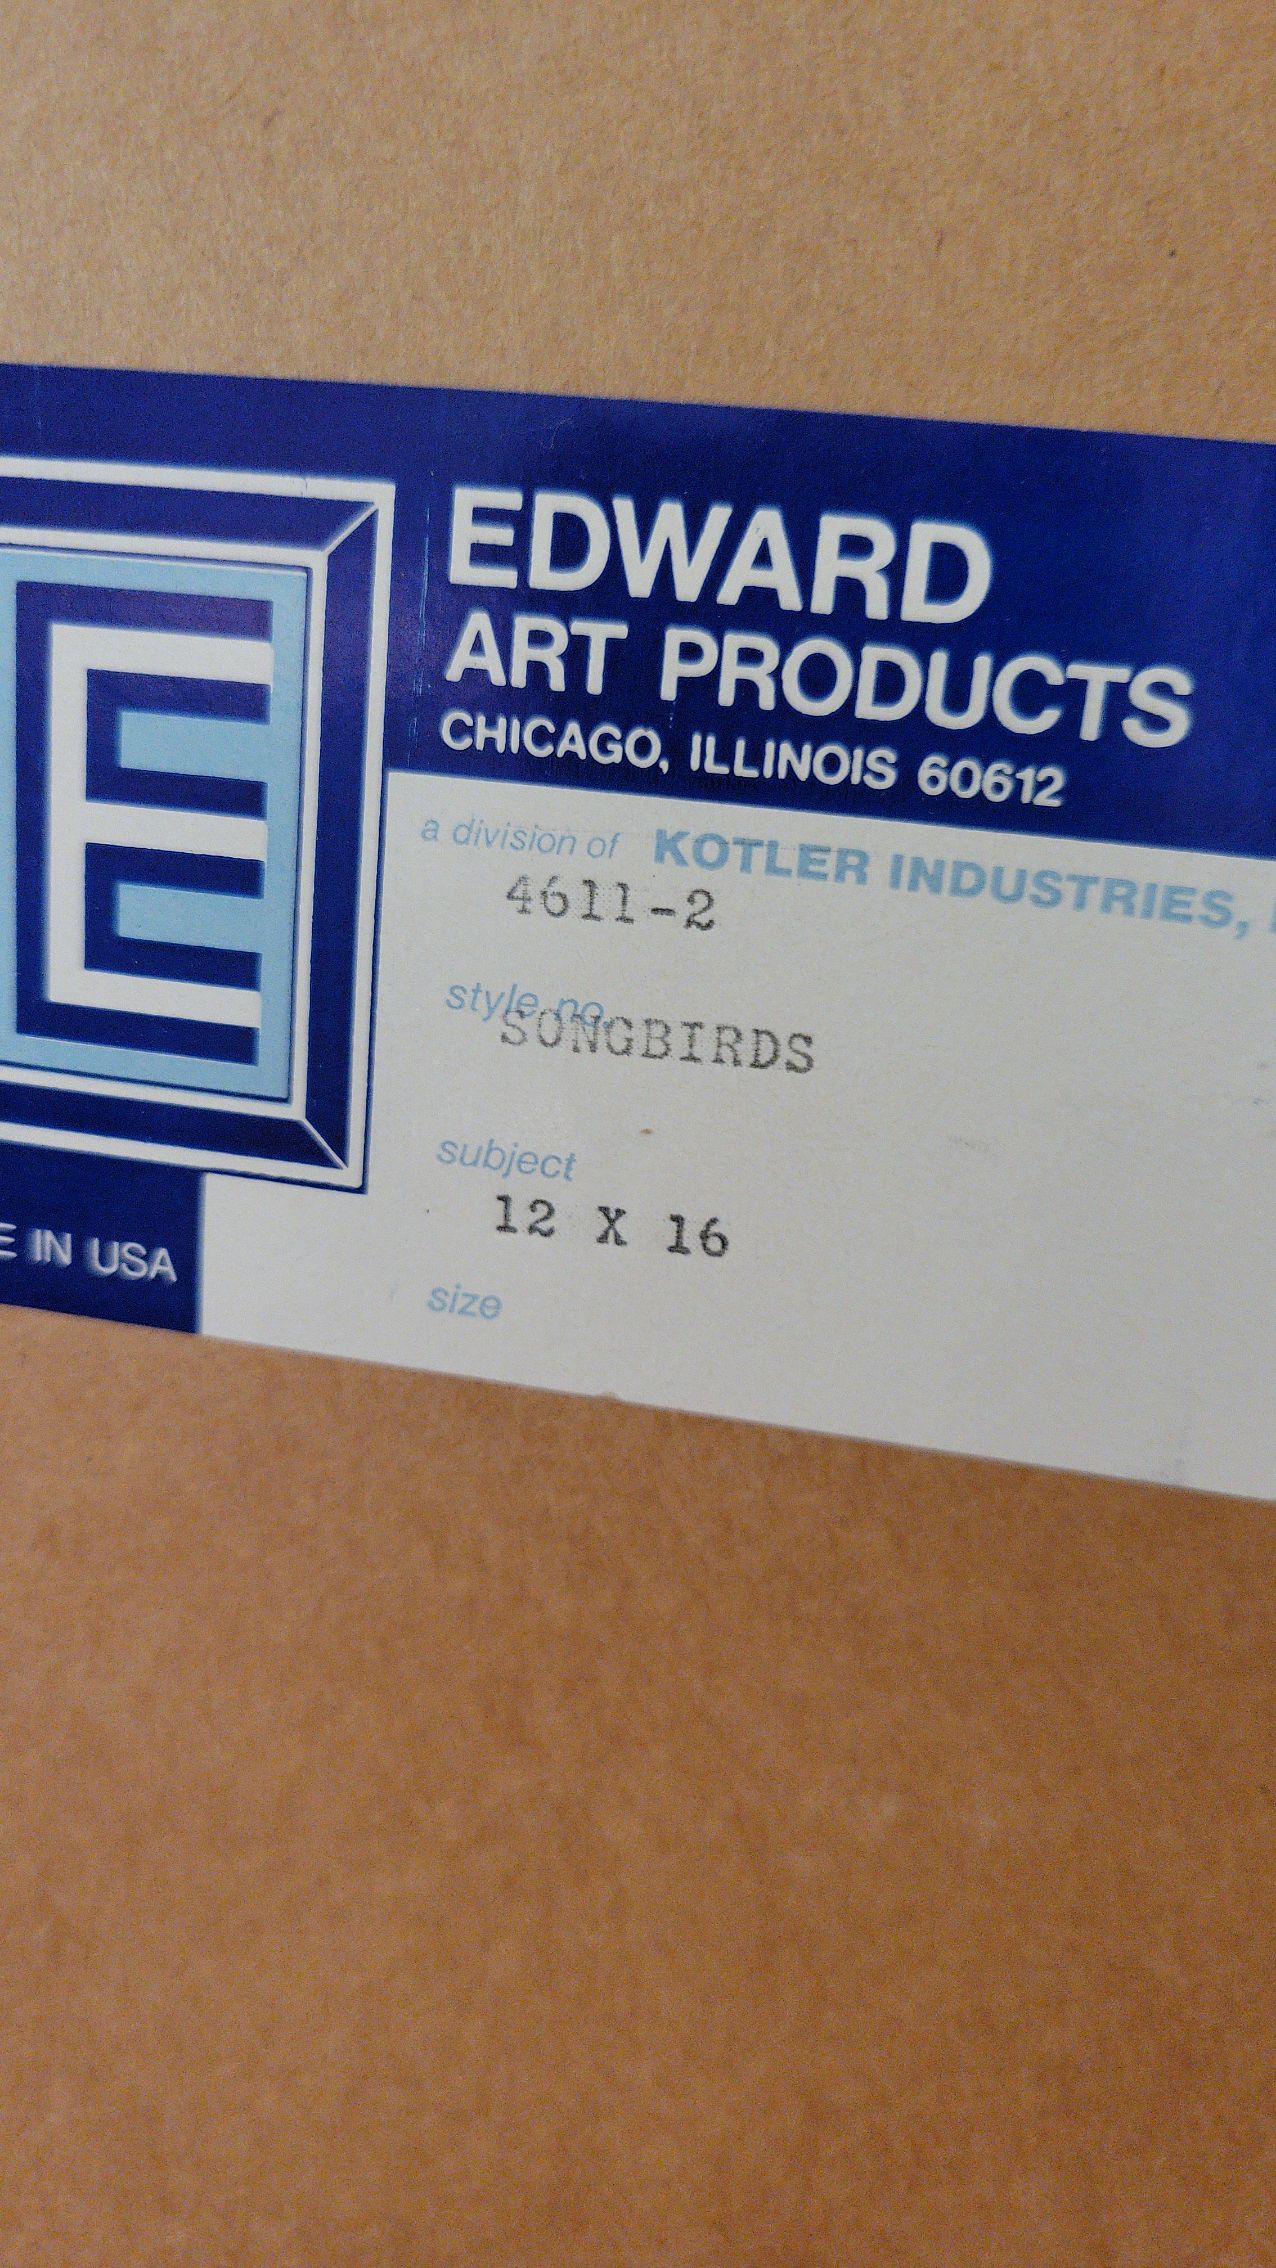 E
EDWARD
ART PRODUCTS
CHICAGO, ILLINOIS 60612
a division of KOTLER INDUSTRIES,
4611-2
style no.
SONGBIRDS
subject
12 X 16
size
IN USA